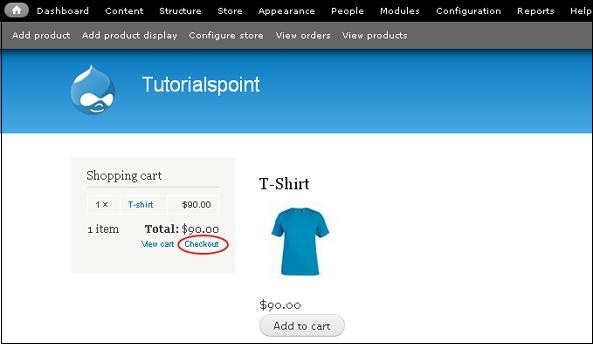 Dashboard Content Structure Store Appearance People Modules Configuration Reports Help
Add product Add product display Configure store View orders View products
Tutorialspoint
Shopping cart
1 × T-shirt $90.00
1 item Total: $90.00
View cart Checkout
T-Shirt
$90.00
Add to cart